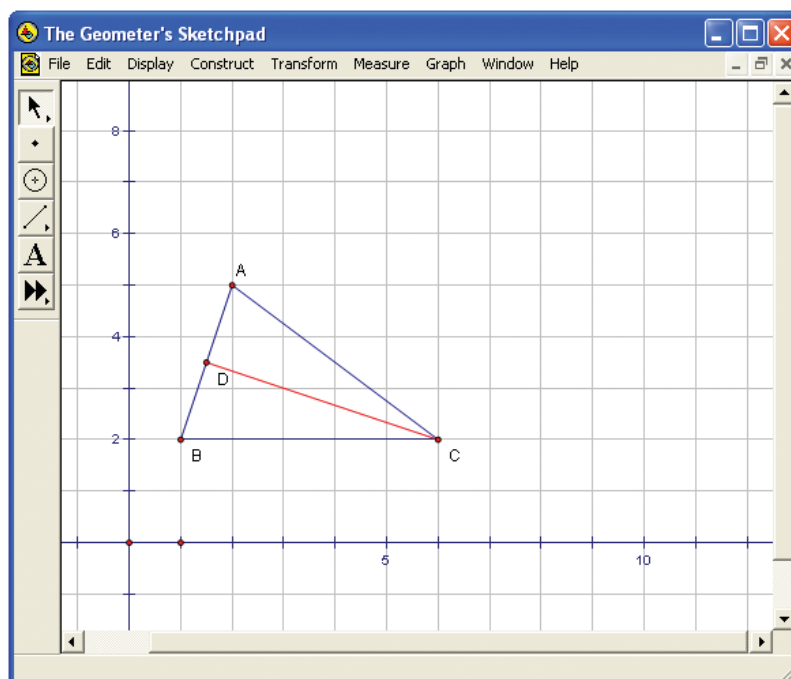 The Geometer's Sketchpad
File Edit Display Construct Transform Measure Graph Window Help
A
8
6
A
4
D
2
B
C
5
10